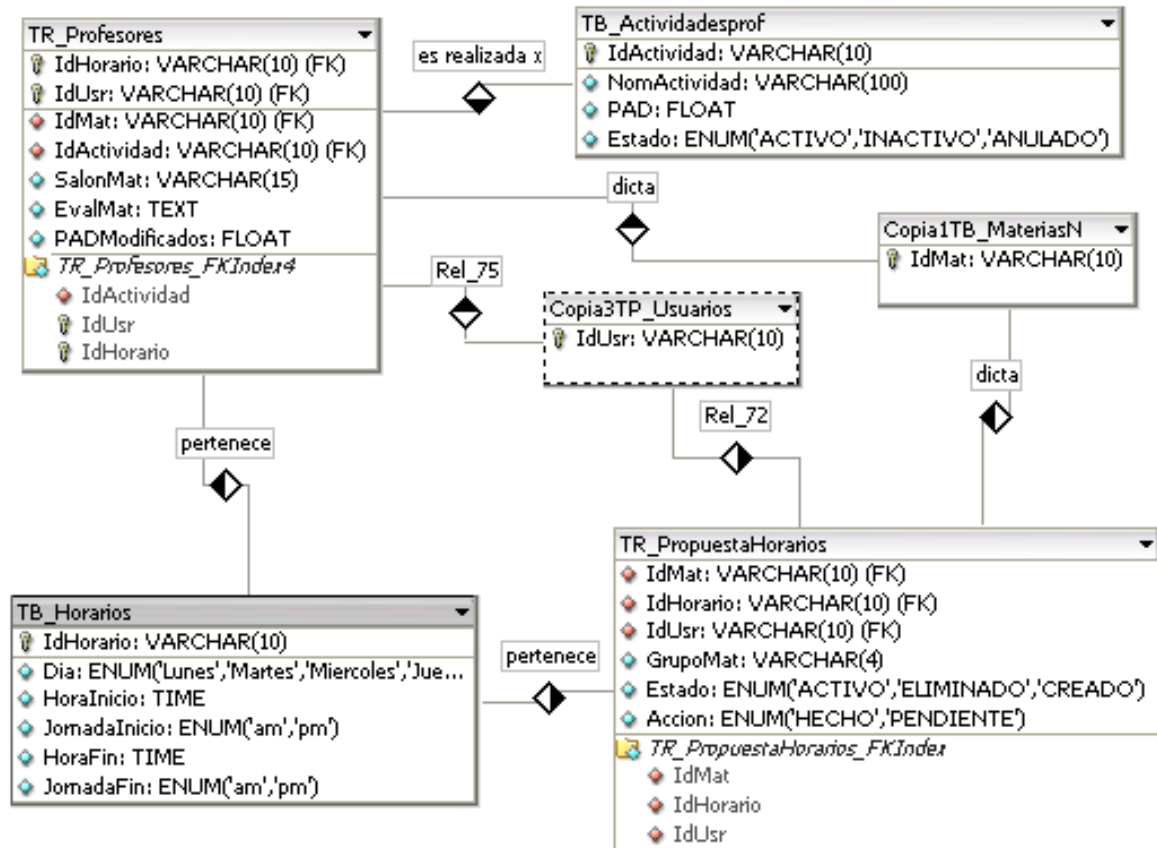 TR_Profesores
IdHorario: VARCHAR(10) (FK)
IdUsr: VARCHAR(10) (FK)
IdMat: VARCHAR(10) (FK)
IdActividad: VARCHAR(10) (FK)
SalonMat: VARCHAR(15)
EvalMat: TEXT
PADModificados: FLOAT
TR_Profesores_FKIndex4
IdActividad
IdUsr
IdHorario
es realizada x
TB_Actividadesprof
IdActividad: VARCHAR(10)
NomActividad: VARCHAR(100)
PAD: FLOAT
Estado: ENUM('ACTIVO','INACTIVO','ANULADO')
dicta
Copia1TB_MateriasN
IdMat: VARCHAR(10)
Rel_75
Copia3TP_Usuarios
IdUsr: VARCHAR(10)
dicta
Rel_72
pertenece
TB_Horarios
IdHorario: VARCHAR(10)
Dia: ENUM('Lunes','Martes','Miercoles','Jue...
HoraInicio: TIME
JornadaInicio: ENUM('am','pm')
HoraFin: TIME
JornadaFin: ENUM('am','pm')
pertenece
TR_PropuestaHorarios
IdMat: VARCHAR(10) (FK)
IdHorario: VARCHAR(10) (FK)
IdUsr: VARCHAR(10) (FK)
GrupoMat: VARCHAR(4)
Estado: ENUM('ACTIVO','ELIMINADO','CREADO')
Accion: ENUM('HECHO','PENDIENTE')
TR_PropuestaHorarios_FKIndex
IdMat
IdHorario
IdUsr